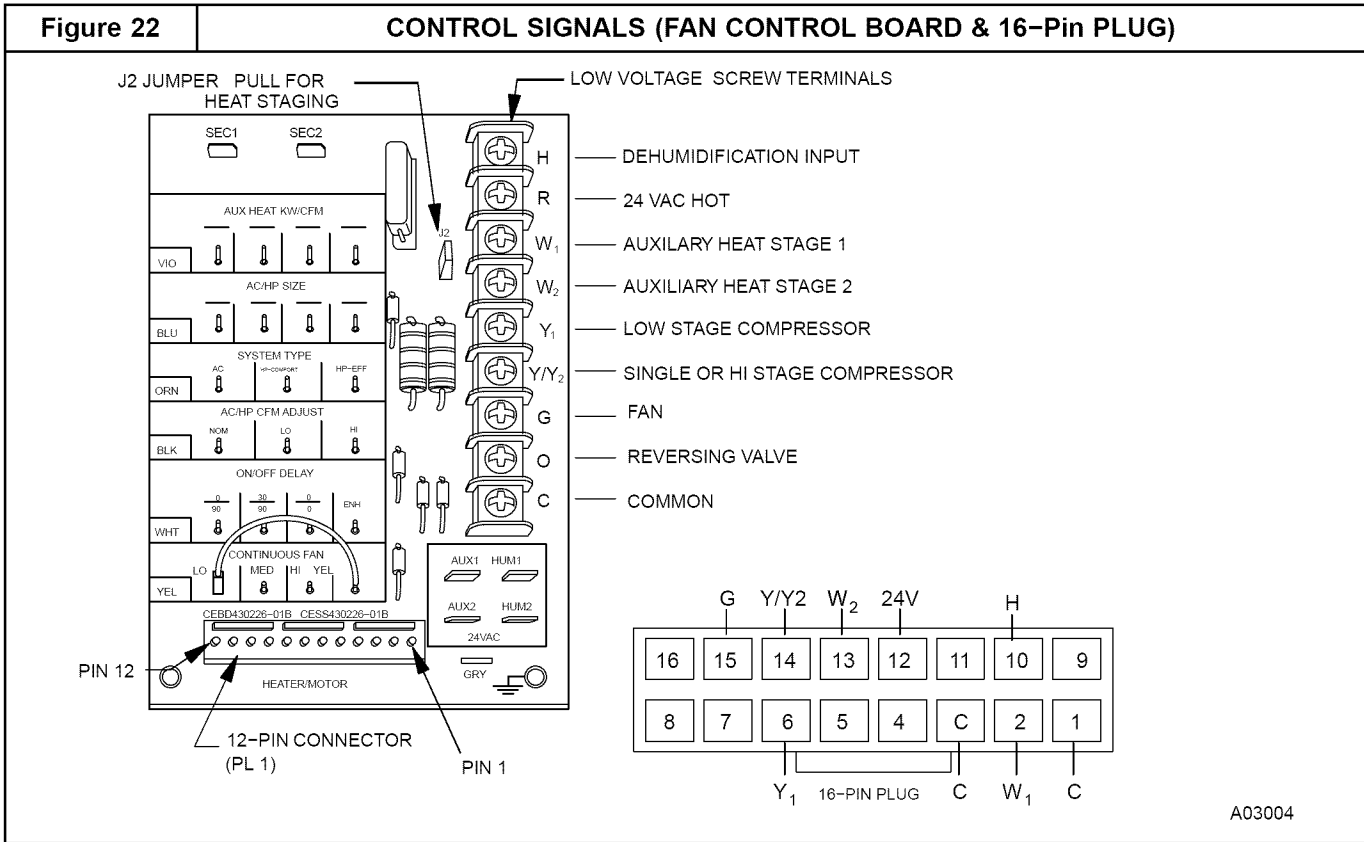 Figure 22
CONTROL SIGNALS (FAN CONTROL BOARD & 16−Pin PLUG)
J2 JUMPER PULL FOR
HEAT STAGING
LOW VOLTAGE SCREW TERMINALS
SEC1 SEC2
H DEHUMIDIFICATION INPUT
R 24 VAC HOT
AUX HEAT KW/CFM
J2
W1 AUXILARY HEAT STAGE 1
VIO
W2 AUXILIARY HEAT STAGE 2
AC/HP SIZE
BLU
Y1 LOW STAGE COMPRESSOR
SYSTEM TYPE
AC HP-COMFORT HP-EFF
ORN
Y/Y2 SINGLE OR HI STAGE COMPRESSOR
AC/HP CFM ADJUST
NOM LO HI
BLK
G FAN
O REVERSING VALVE
ON/OFF DELAY
0 30 0 ENH
90 90 0
WHT
C COMMON
CONTINUOUS FAN
LO MED HI YEL
YEL
AUX1 HUM1
AUX2 HUM2
24VAC
CEBD430226−01B CESS430226−01B
PIN 12
HEATER/MOTOR
GRY
12−PIN CONNECTOR
(PL 1)
PIN 1
G Y/Y2 W2 24V H
16 15 14 13 12 11 10 9
8 7 6 5 4 C 2 1
Y1 16−PIN PLUG C W1 C
A03004